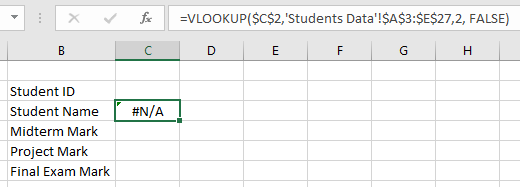 fx =VLOOKUP($C$2,'Students Data'!$A$3:$E$27,2, FALSE)
B C D E F G H
Student ID
Student Name #N/A
Midterm Mark
Project Mark
Final Exam Mark